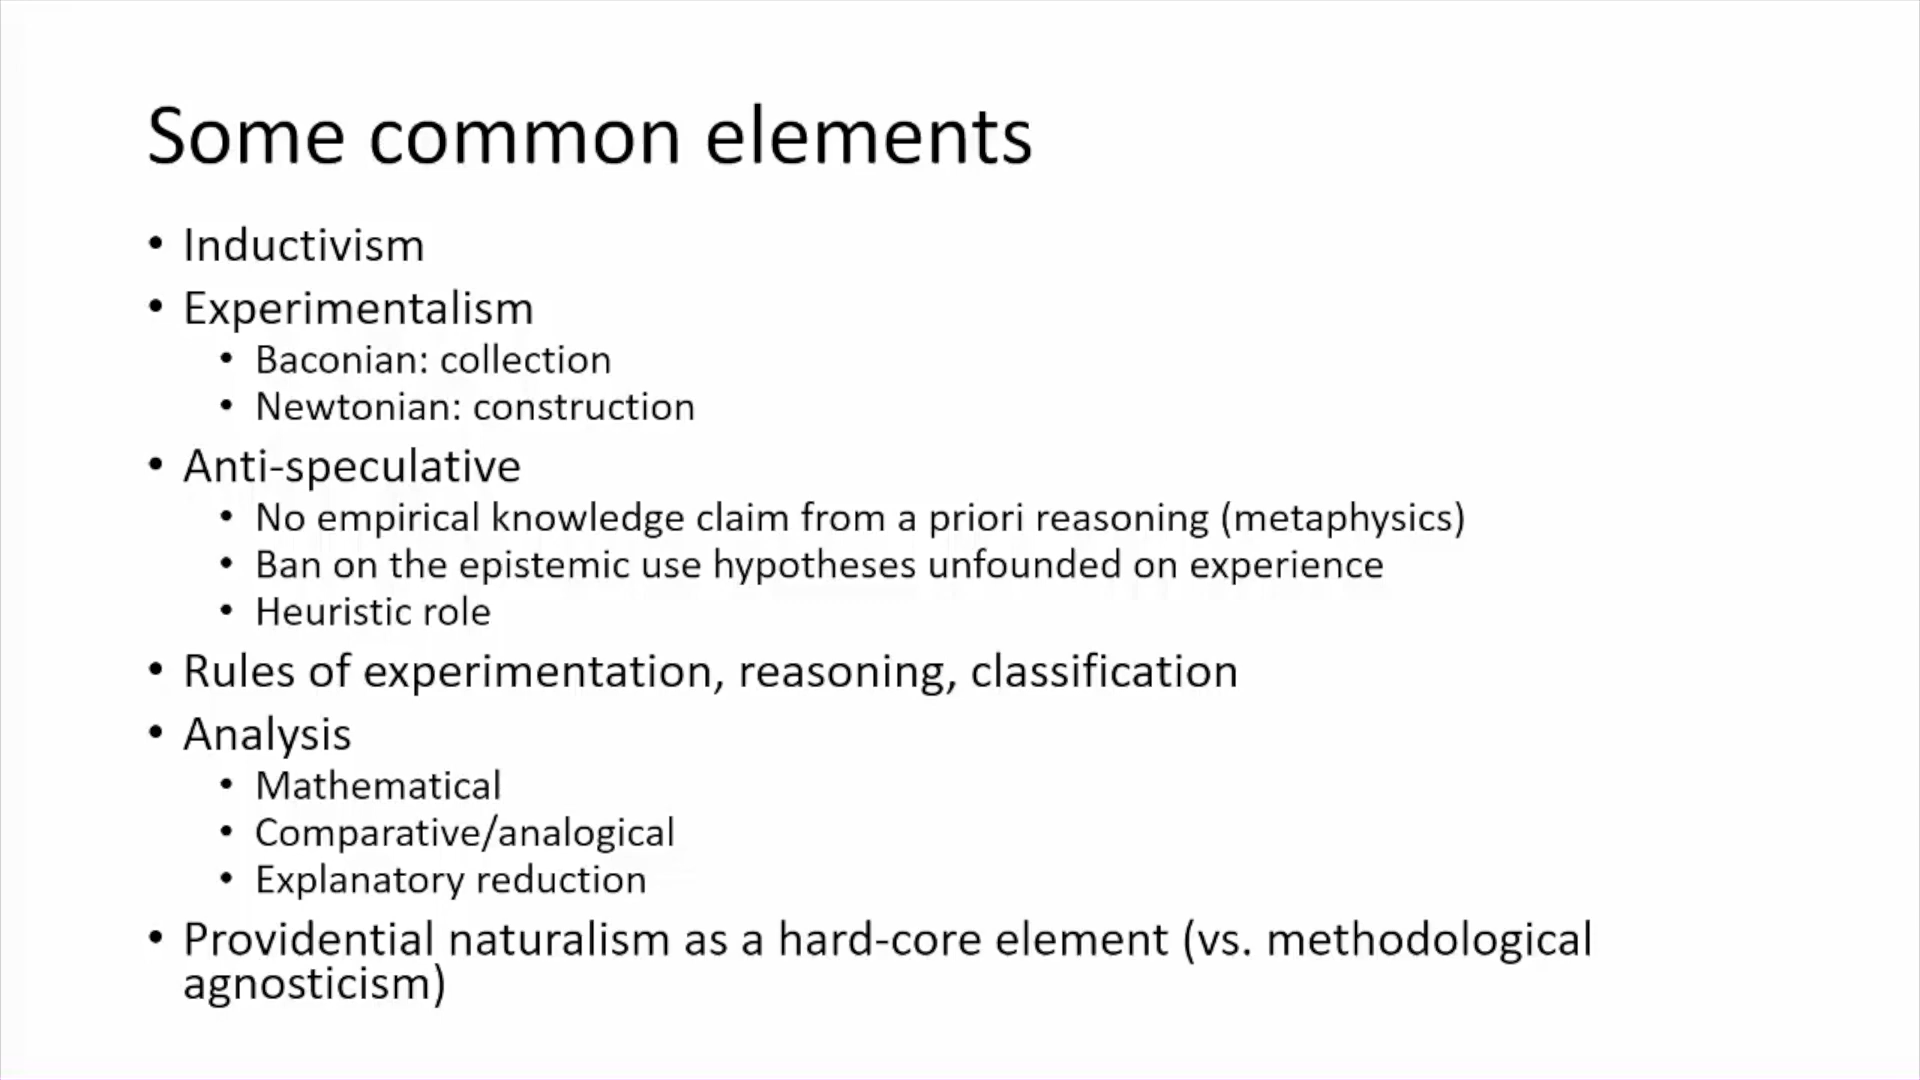 Some common elements
• Inductivism
• Experimentalism
• Baconian: collection
• Newtonian: construction
• Anti-speculative
• No empirical knowledge claim from a priori reasoning (metaphysics)
• Ban on the epistemic use hypotheses unfounded on experience
• Heuristic role
• Rules of experimentation, reasoning, classification
• Analysis
• Mathematical
• Comparative/analogical
• Explanatory reduction
• Providential naturalism as a hard-core element (vs. methodological
agnosticism)